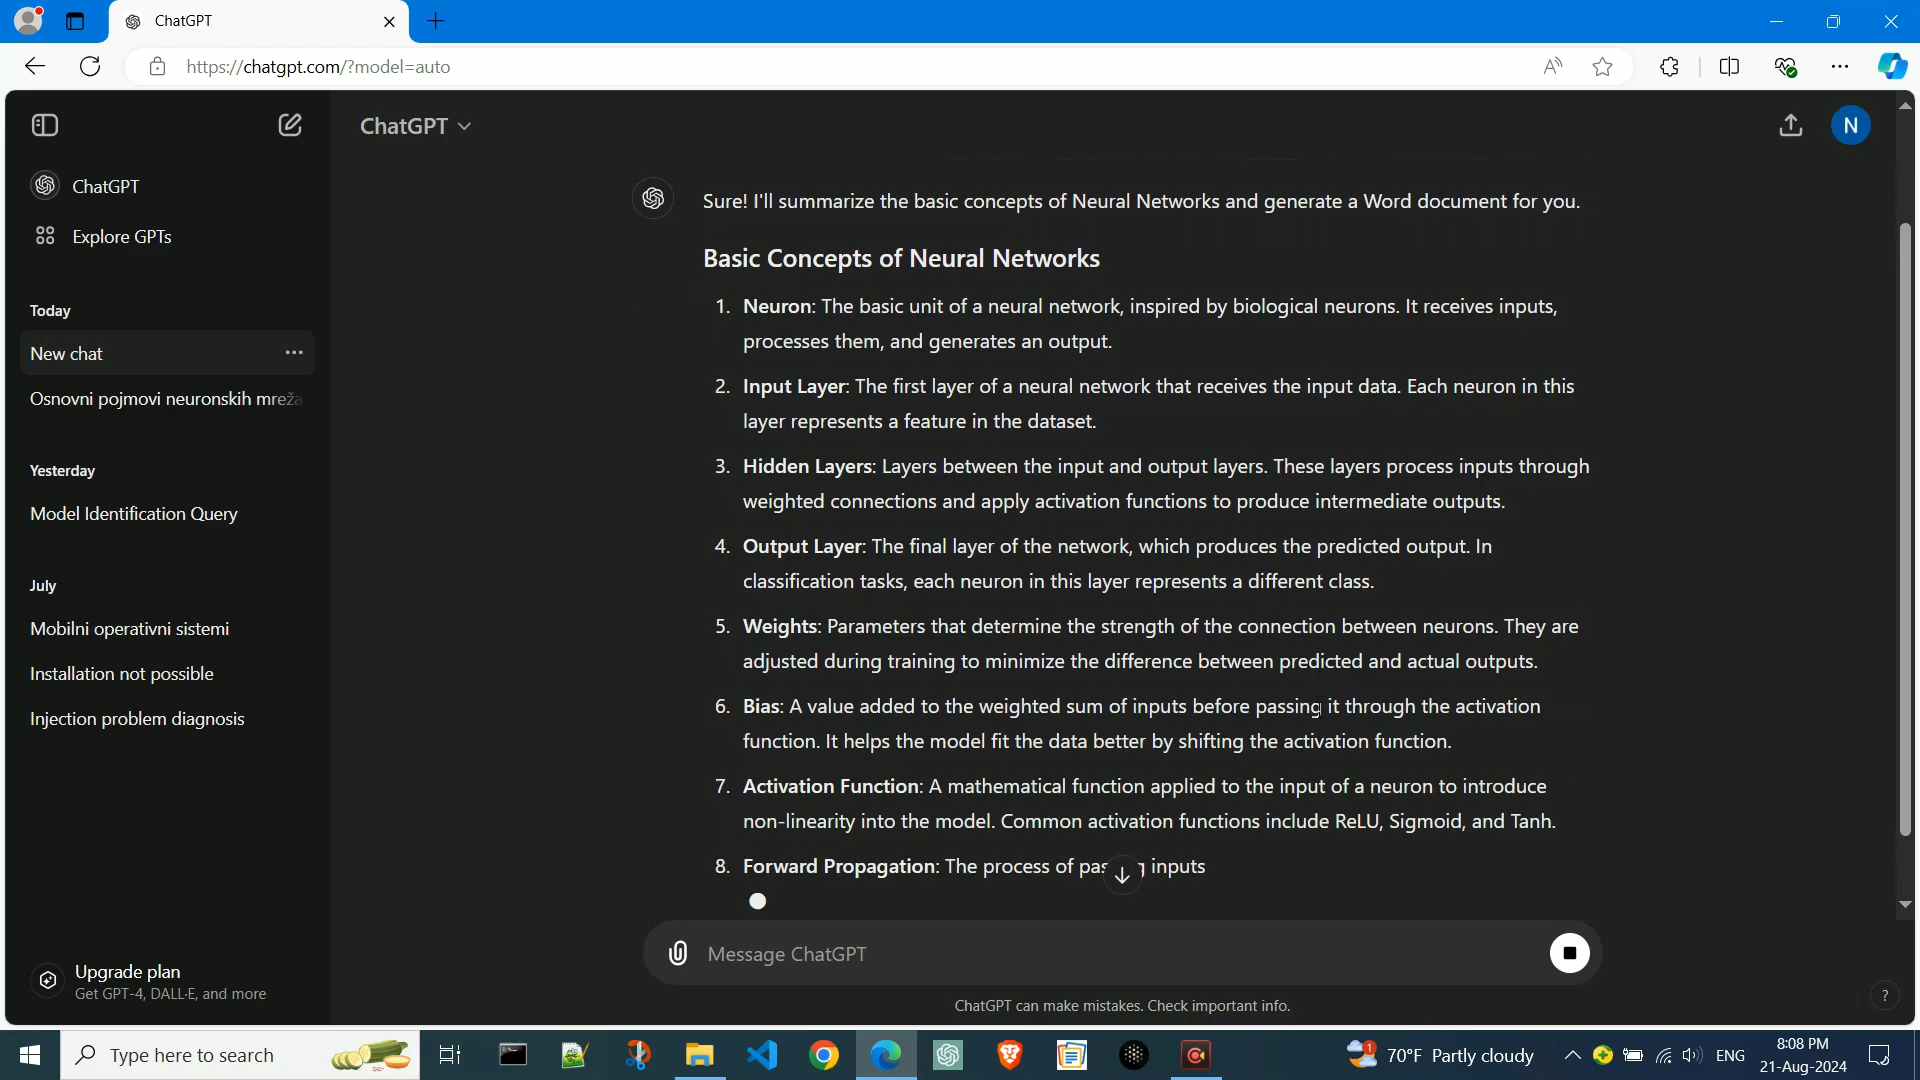 ChatGPT
https://chatgpt.com/?model=auto
ChatGPT
N
ChatGPT
Explore GPTs
Today
New chat
Osnovni pojmovi neuronskih mreža
Yesterday
Model Identification Query
July
Mobilni operativni sistemi
Installation not possible
Injection problem diagnosis
Upgrade plan
Get GPT-4, DALL·E, and more
Sure! I'll summarize the basic concepts of Neural Networks and generate a Word document for you.
Basic Concepts of Neural Networks
1. Neuron: The basic unit of a neural network, inspired by biological neurons. It receives inputs,
processes them, and generates an output.
2. Input Layer: The first layer of a neural network that receives the input data. Each neuron in this
layer represents a feature in the dataset.
3. Hidden Layers: Layers between the input and output layers. These layers process inputs through
weighted connections and apply activation functions to produce intermediate outputs.
4. Output Layer: The final layer of the network, which produces the predicted output. In
classification tasks, each neuron in this layer represents a different class.
5. Weights: Parameters that determine the strength of the connection between neurons. They are
adjusted during training to minimize the difference between predicted and actual outputs.
6. Bias: A value added to the weighted sum of inputs before passing it through the activation
function. It helps the model fit the data better by shifting the activation function.
7. Activation Function: A mathematical function applied to the input of a neuron to introduce
non-linearity into the model. Common activation functions include ReLU, Sigmoid, and Tanh.
8. Forward Propagation: The process of passing inputs
Message ChatGPT
ChatGPT can make mistakes. Check important info.
?
Type here to search
1
70°F Partly cloudy
ENG
8:08 PM
21-Aug-2024